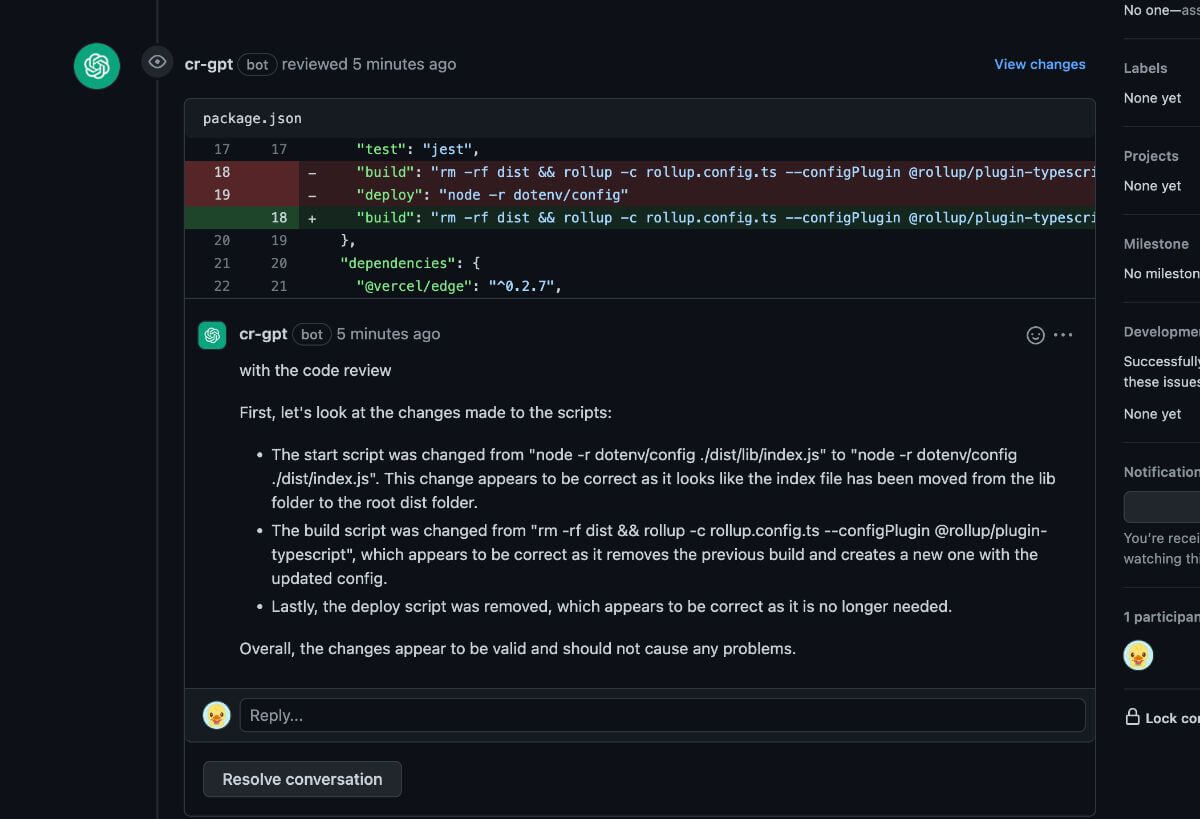 No one—ass
cr-gpt bot reviewed 5 minutes ago
View changes
Labels
None yet
package.json
17 17 "test": "jest",
18 – "build": "rm -rf dist && rollup -c rollup.config.ts --configPlugin @rollup/plugin-typescri
19 – "deploy": "node -r dotenv/config"
18 + "build": "rm -rf dist && rollup -c rollup.config.ts --configPlugin @rollup/plugin-typescri
20 19 },
21 20 "dependencies": {
22 21 "@vercel/edge": "^0.2.7",
Projects
None yet
Milestone
No mileston
cr-gpt bot 5 minutes ago
with the code review
First, let's look at the changes made to the scripts:
• The start script was changed from "node -r dotenv/config ./dist/lib/index.js" to "node -r dotenv/config
./dist/index.js". This change appears to be correct as it looks like the index file has been moved from the lib
folder to the root dist folder.
• The build script was changed from "rm -rf dist && rollup -c rollup.config.ts --configPlugin @rollup/plugin-
typescript", which appears to be correct as it removes the previous build and creates a new one with the
updated config.
• Lastly, the deploy script was removed, which appears to be correct as it is no longer needed.
Overall, the changes appear to be valid and should not cause any problems.
Reply...
Resolve conversation
Developme
Successfully
these issues
None yet
Notification
You're recei
watching thi
1 participan
Lock con